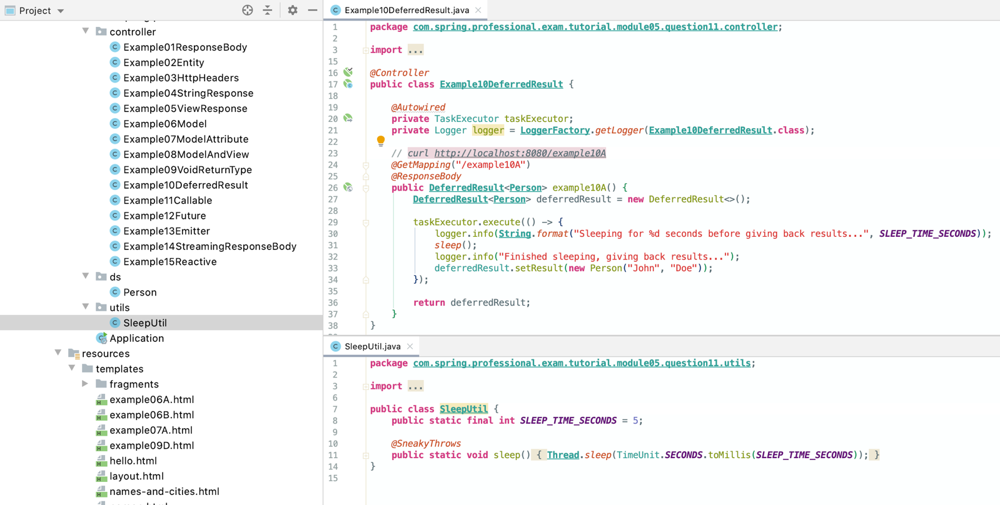 Project
controller
Example01ResponseBody
Example02Entity
Example03HttpHeaders
Example04StringResponse
Example05ViewResponse
Example06Model
Example07ModelAttribute
Example08ModelAndView
Example09VoidReturnType
Example10DeferredResult
Example11Callable
Example12Future
Example13Emitter
Example14StreamingResponseBody
Example15Reactive
ds
Person
utils
SleepUtil
Application
resources
templates
fragments
example06A.html
example06B.html
example07A.html
example09D.html
hello.html
layout.html
names-and-cities.html
Example10DeferredResult.java
1 package com.spring.professional.exam.tutorial.module05.question11.controller;
2
3 import ...
15
16 @Controller
17 public class Example10DeferredResult {
18
19 @Autowired
20 private TaskExecutor taskExecutor;
21 private Logger logger = LoggerFactory.getLogger(Example10DeferredResult.class);
22
23 // curl http://localhost:8080/example10A
24 @GetMapping("/example10A")
25 @ResponseBody
26 public DeferredResult<Person> example10A() {
27 DeferredResult<Person> deferredResult = new DeferredResult<>();
28
29 taskExecutor.execute(() -> {
30 logger.info(String.format("Sleeping for %d seconds before giving back results...", SLEEP_TIME_SECONDS));
31 sleep();
32 logger.info("Finished sleeping, giving back results...");
33 deferredResult.setResult(new Person("John", "Doe"));
34 });
35
36 return deferredResult;
37 }
38 }
SleepUtil.java
1 package com.spring.professional.exam.tutorial.module05.question11.utils;
2
3 import ...
6
7 public class SleepUtil {
8 public static final int SLEEP_TIME_SECONDS = 5;
9
10 @SneakyThrows
11 public static void sleep() { Thread.sleep(TimeUnit.SECONDS.toMillis(SLEEP_TIME_SECONDS)); }
14 }
15